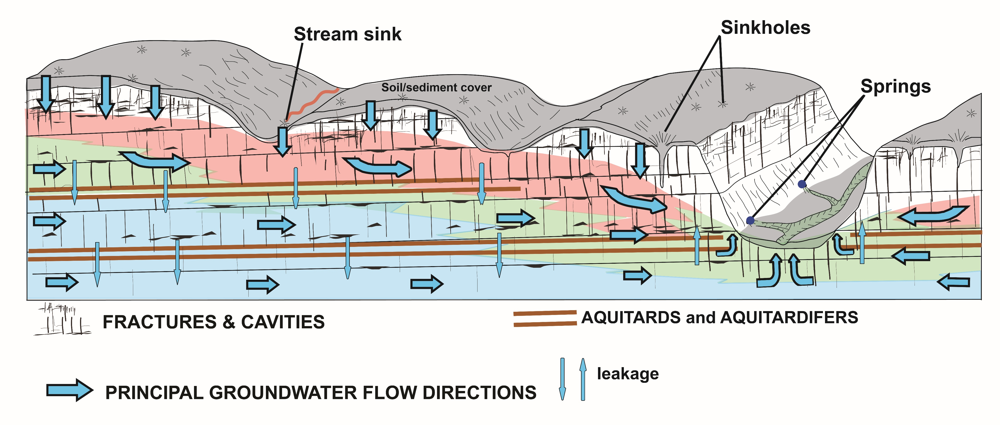 Sinkholes
Stream sink
Springs
Soil/sediment cover
FRACTURES & CAVITIES
AQUITARDS and AQUITARDIFERS
leakage
PRINCIPAL GROUNDWATER FLOW DIRECTIONS